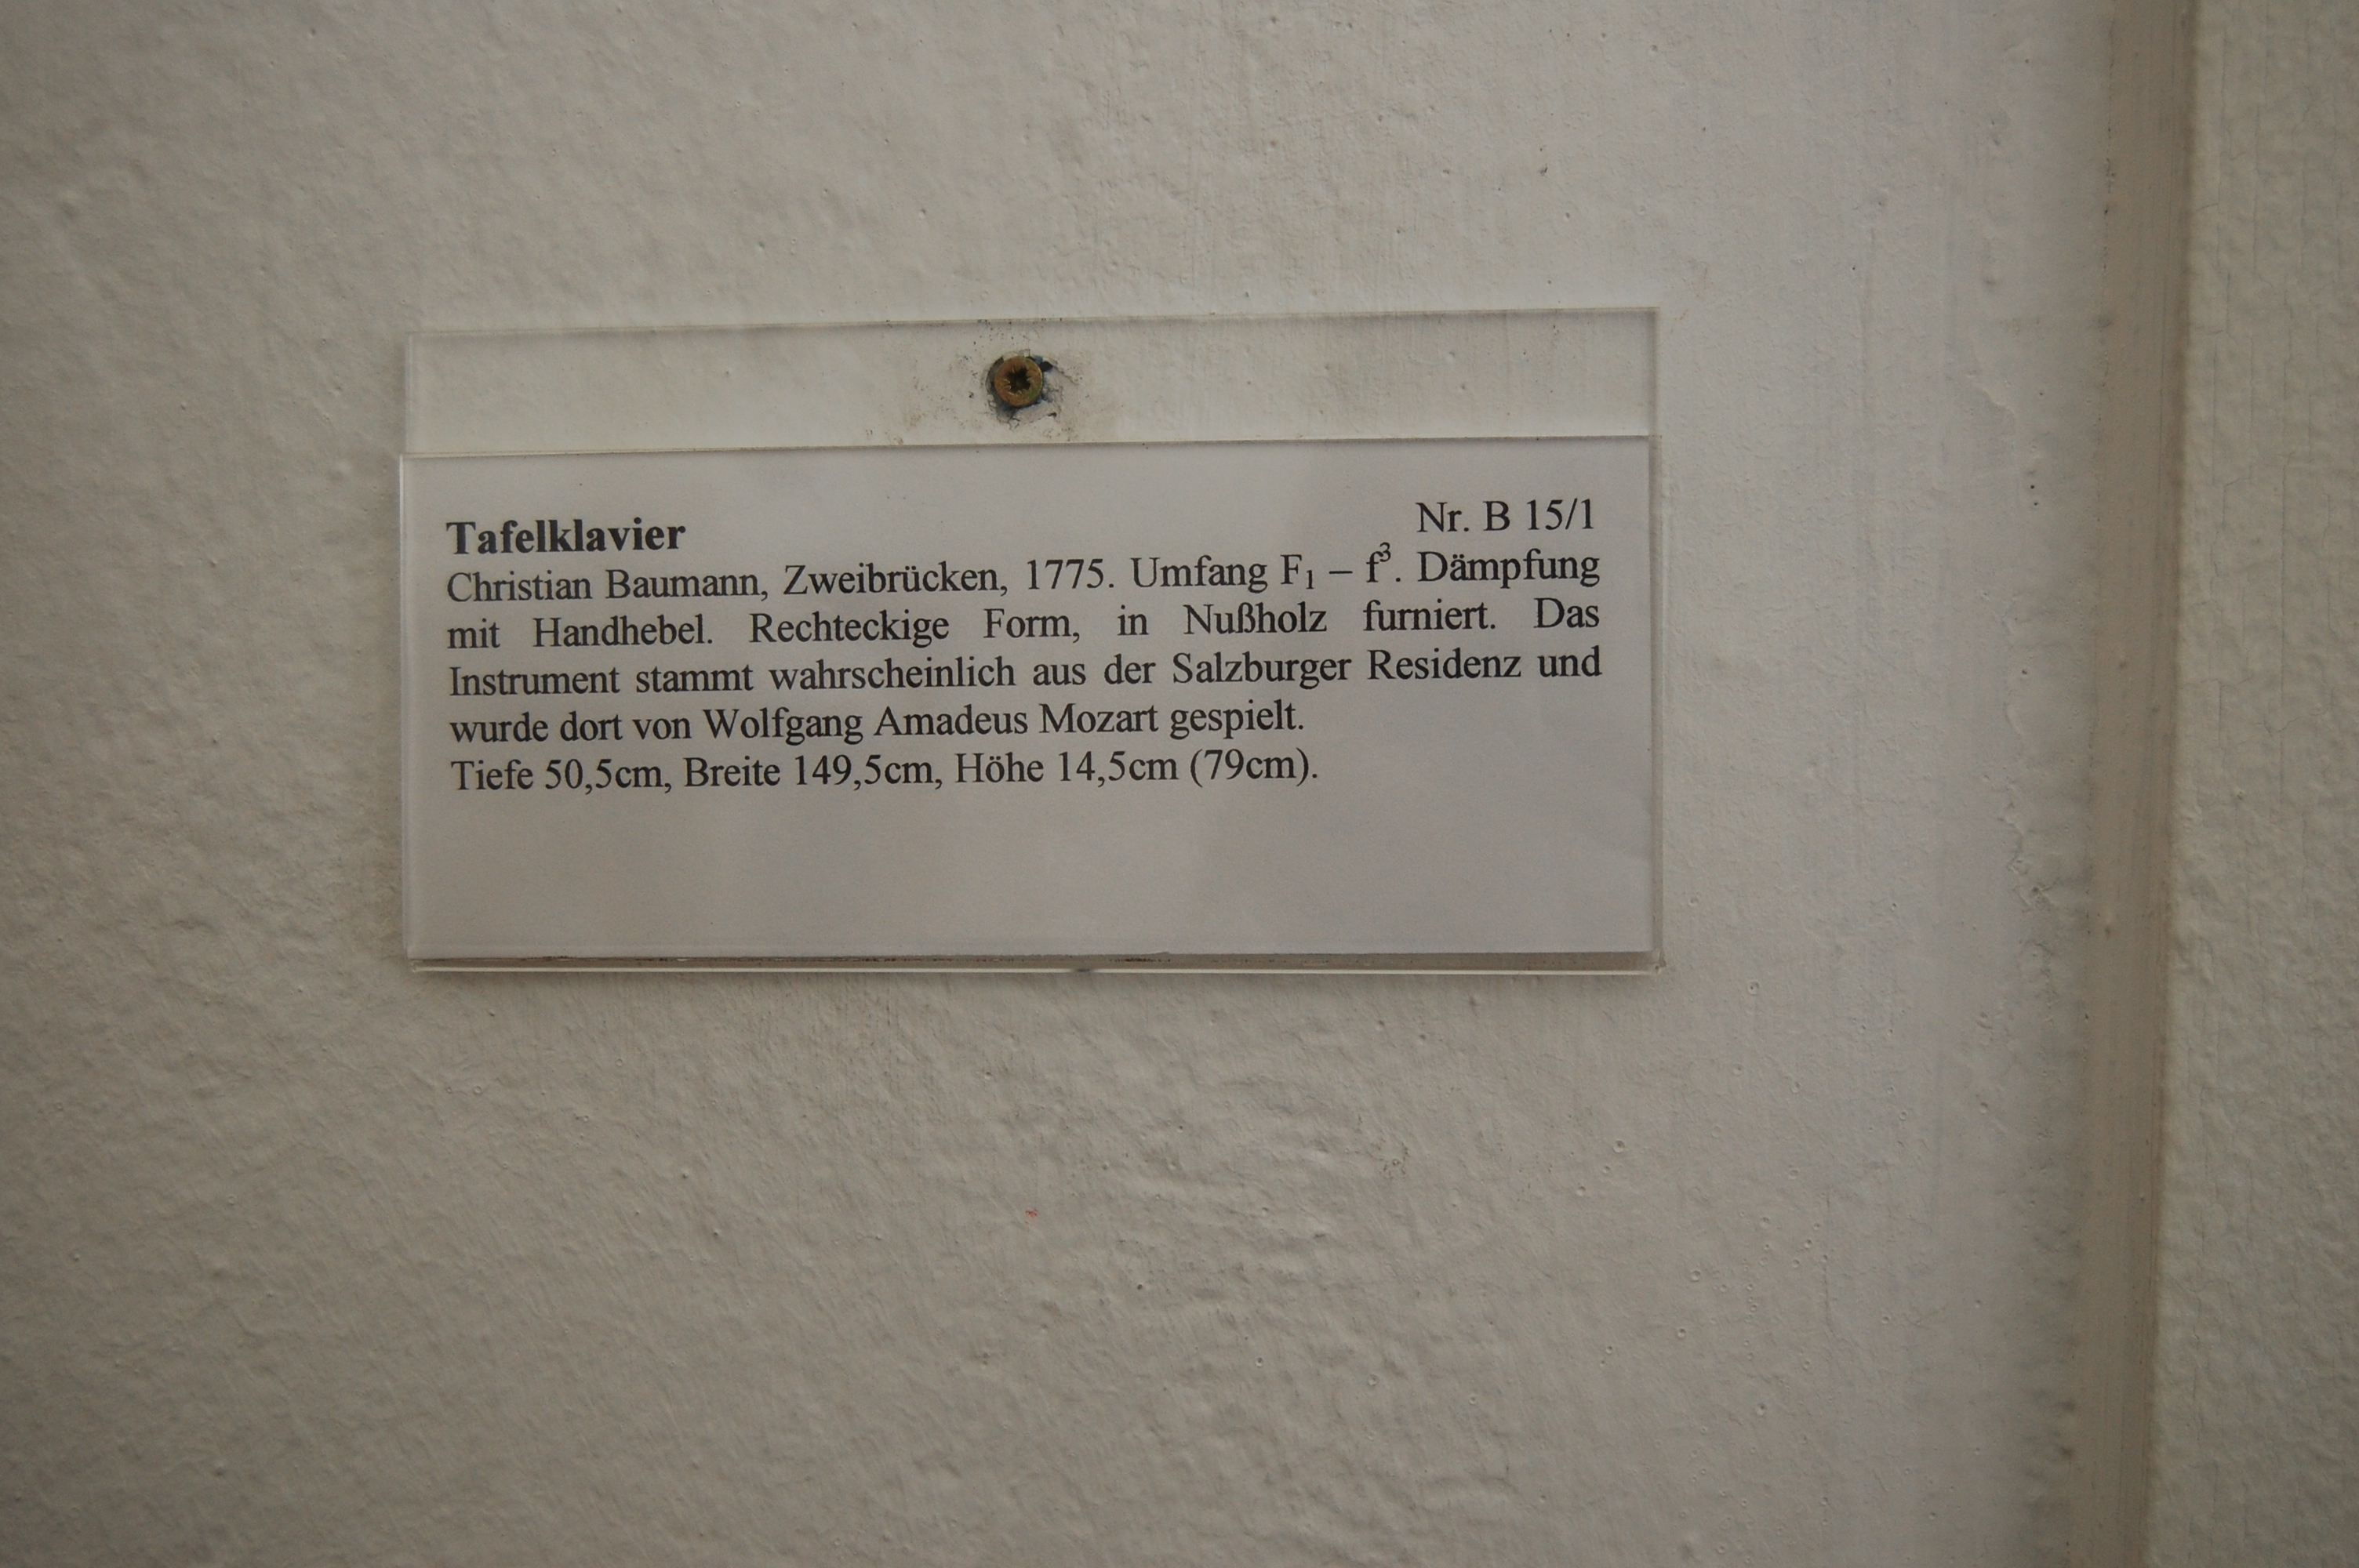 Tafelklavier Nr. B 15/1
Christian Baumann, Zweibrücken, 1775. Umfang F₁ – f³. Dämpfung
mit Handhebel. Rechteckige Form, in Nußholz furniert. Das
Instrument stammt wahrscheinlich aus der Salzburger Residenz und
wurde dort von Wolfgang Amadeus Mozart gespielt.
Tiefe 50,5cm, Breite 149,5cm, Höhe 14,5cm (79cm).